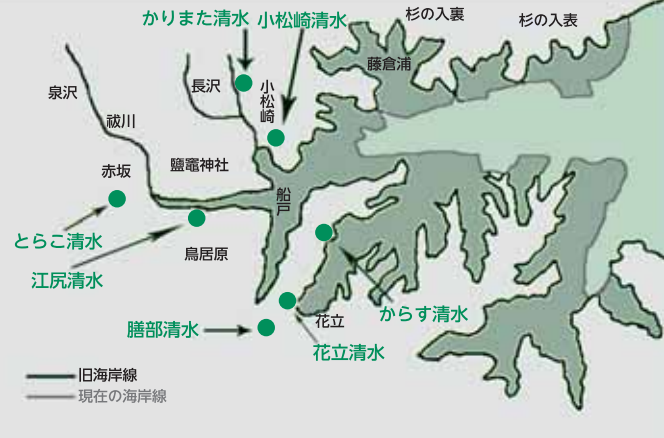 かりまた清水
小松崎清水
杉の入裏
杉の入表
藤倉浦
泉沢
長沢
小松崎
祓川
赤坂
鹽竈神社
船戸
とらこ清水
江尻清水
鳥居原
からす清水
膳部清水
花立
花立清水
旧海岸線
現在の海岸線